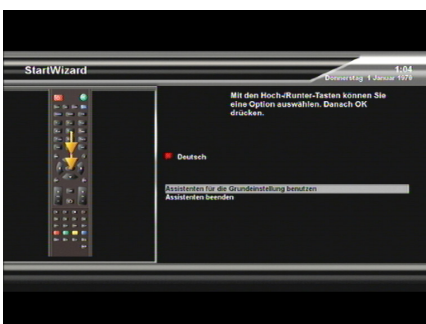 StartWizard
1:04
Donnerstag 1 Januar 1970
Mit den Hoch-/Runter-Tasten können Sie
eine Option auswählen. Danach OK
drücken.
Deutsch
Assistenten für die Grundeinstellung benutzen
Assistenten beenden